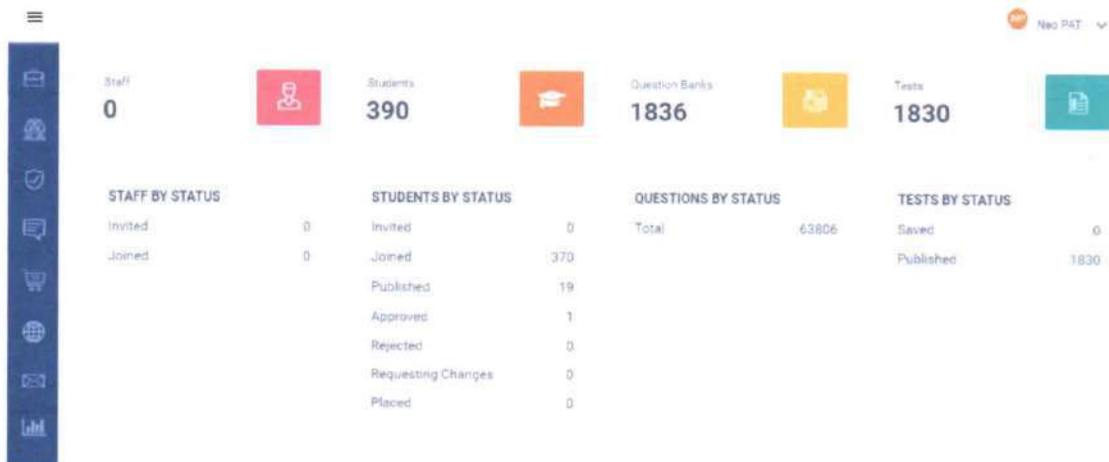 Neo PAT
Staff
0
Students
390
Question Banks
1836
Tests
1830
STAFF BY STATUS
Invited 0
Joined 0
STUDENTS BY STATUS
Invited 0
Joined 370
Published 19
Approved 1
Rejected 0
Requesting Changes 0
Placed 0
QUESTIONS BY STATUS
Total 63806
TESTS BY STATUS
Saved 0
Published 1830